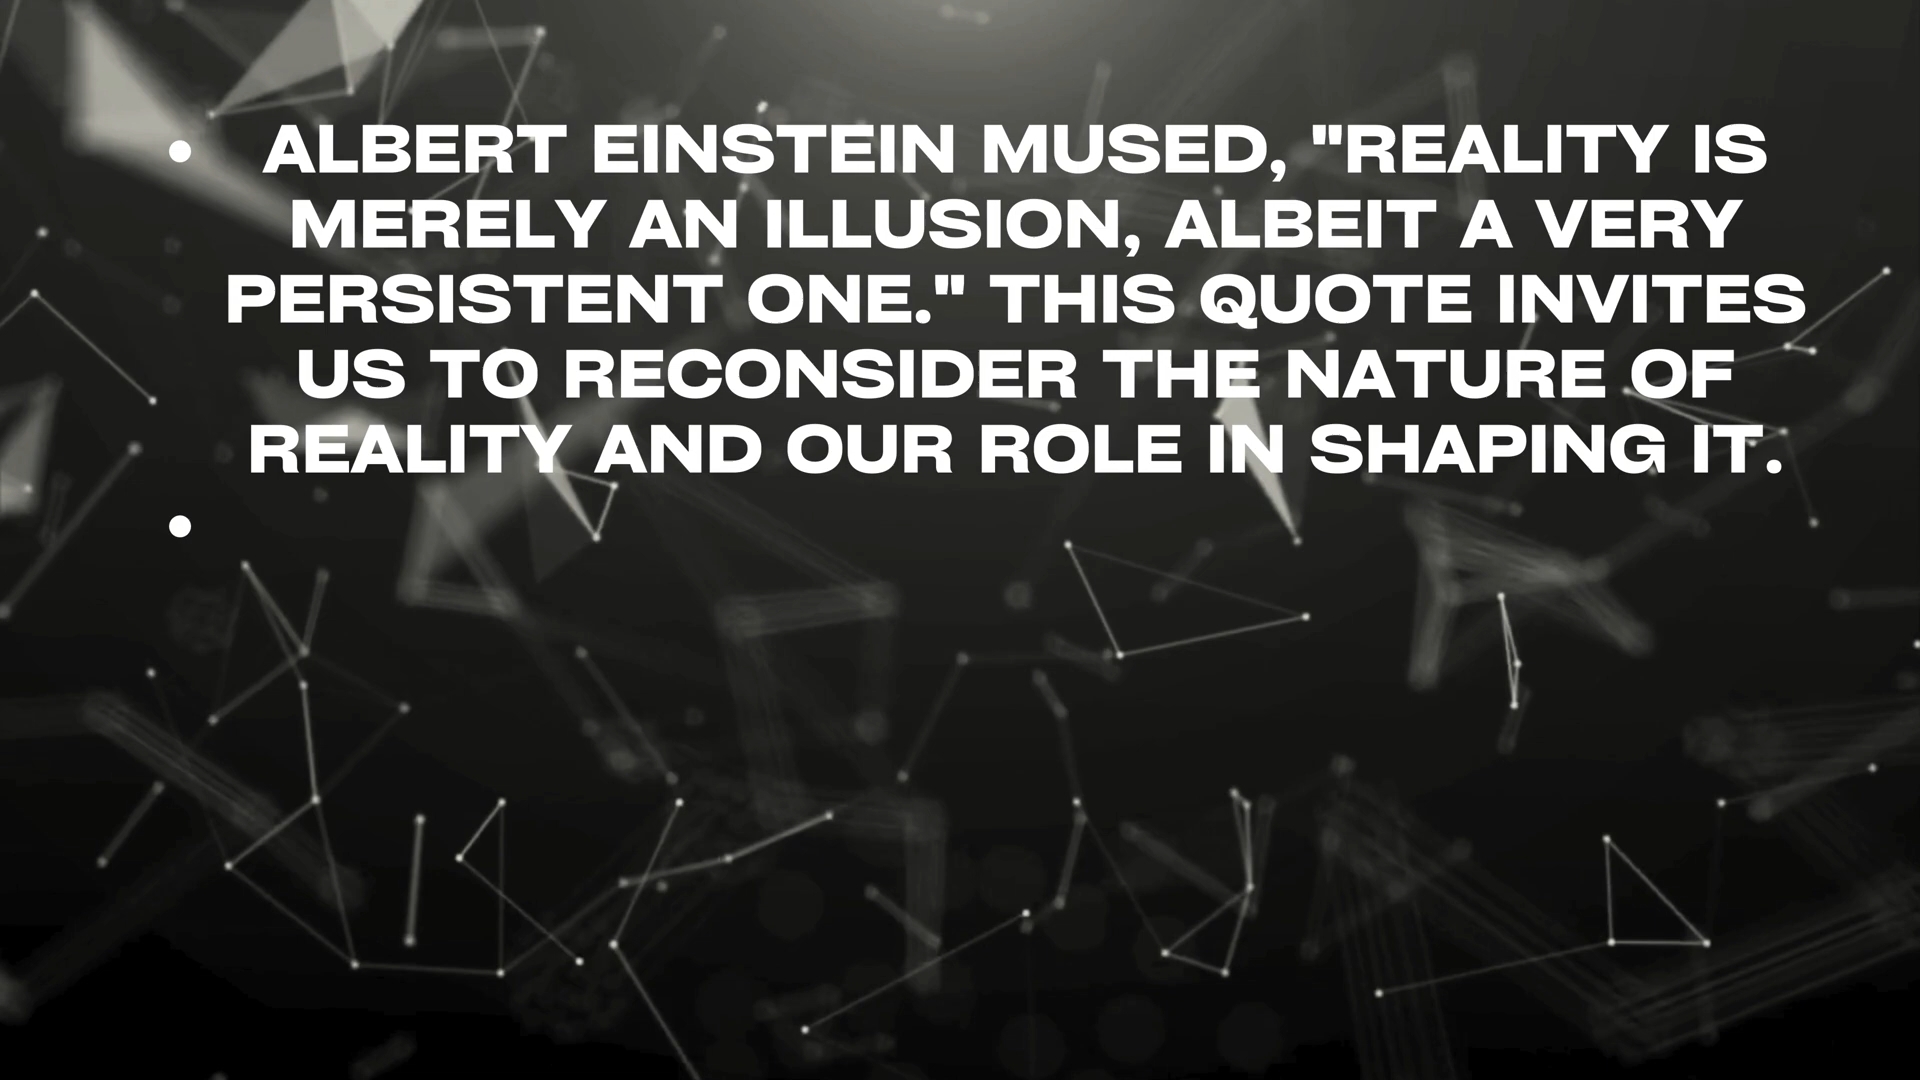 • ALBERT EINSTEIN MUSED, "REALITY IS
MERELY AN ILLUSION, ALBEIT A VERY
PERSISTENT ONE." THIS QUOTE INVITES
US TO RECONSIDER THE NATURE OF
REALITY AND OUR ROLE IN SHAPING IT.
•